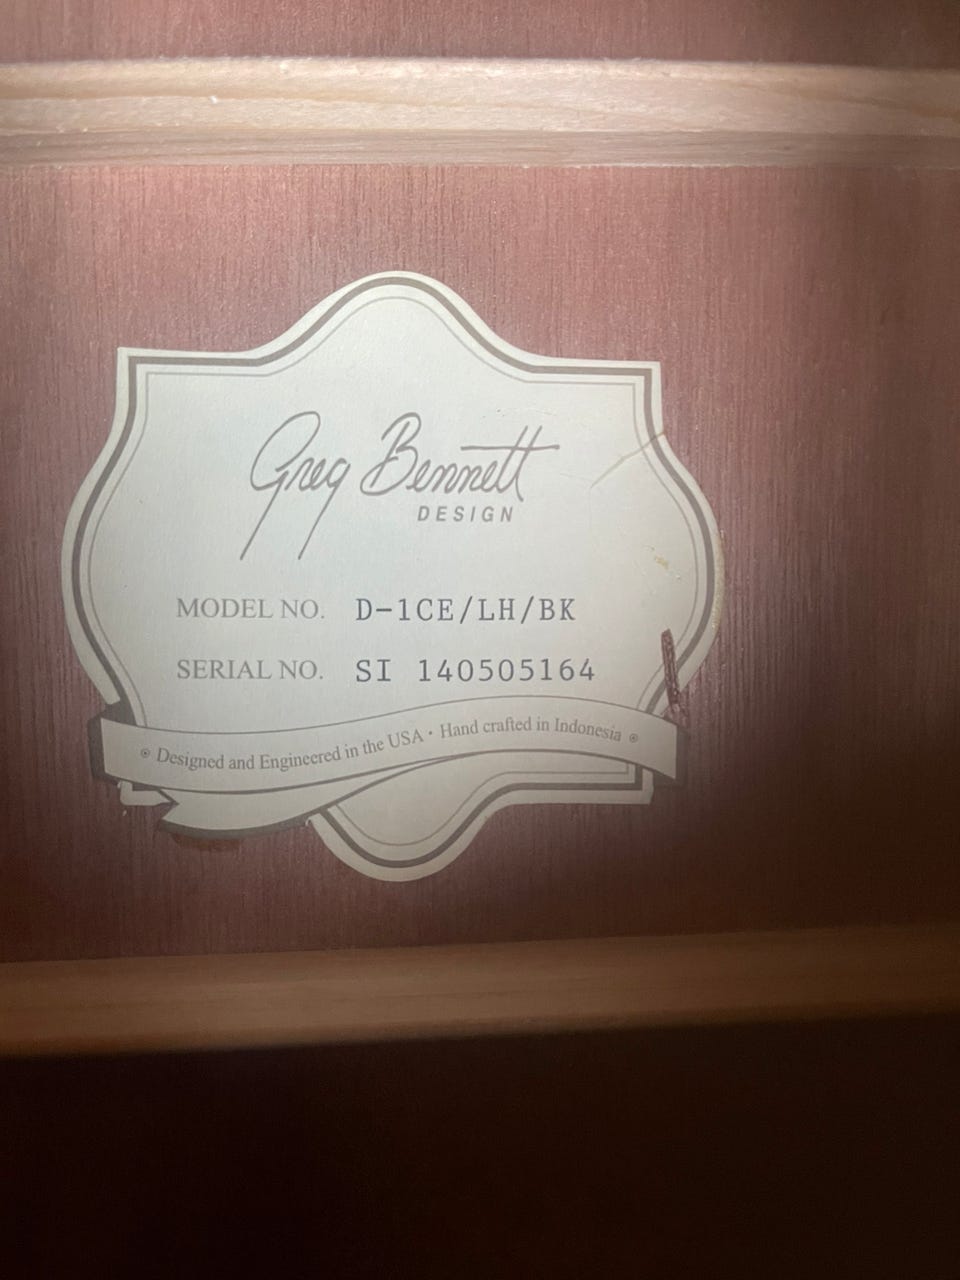 Greg Bennett
DESIGN
MODEL NO. D-1CE/LH/BK
SERIAL NO. SI 140505164
Designed and Engineered in the USA • Hand crafted in Indonesia